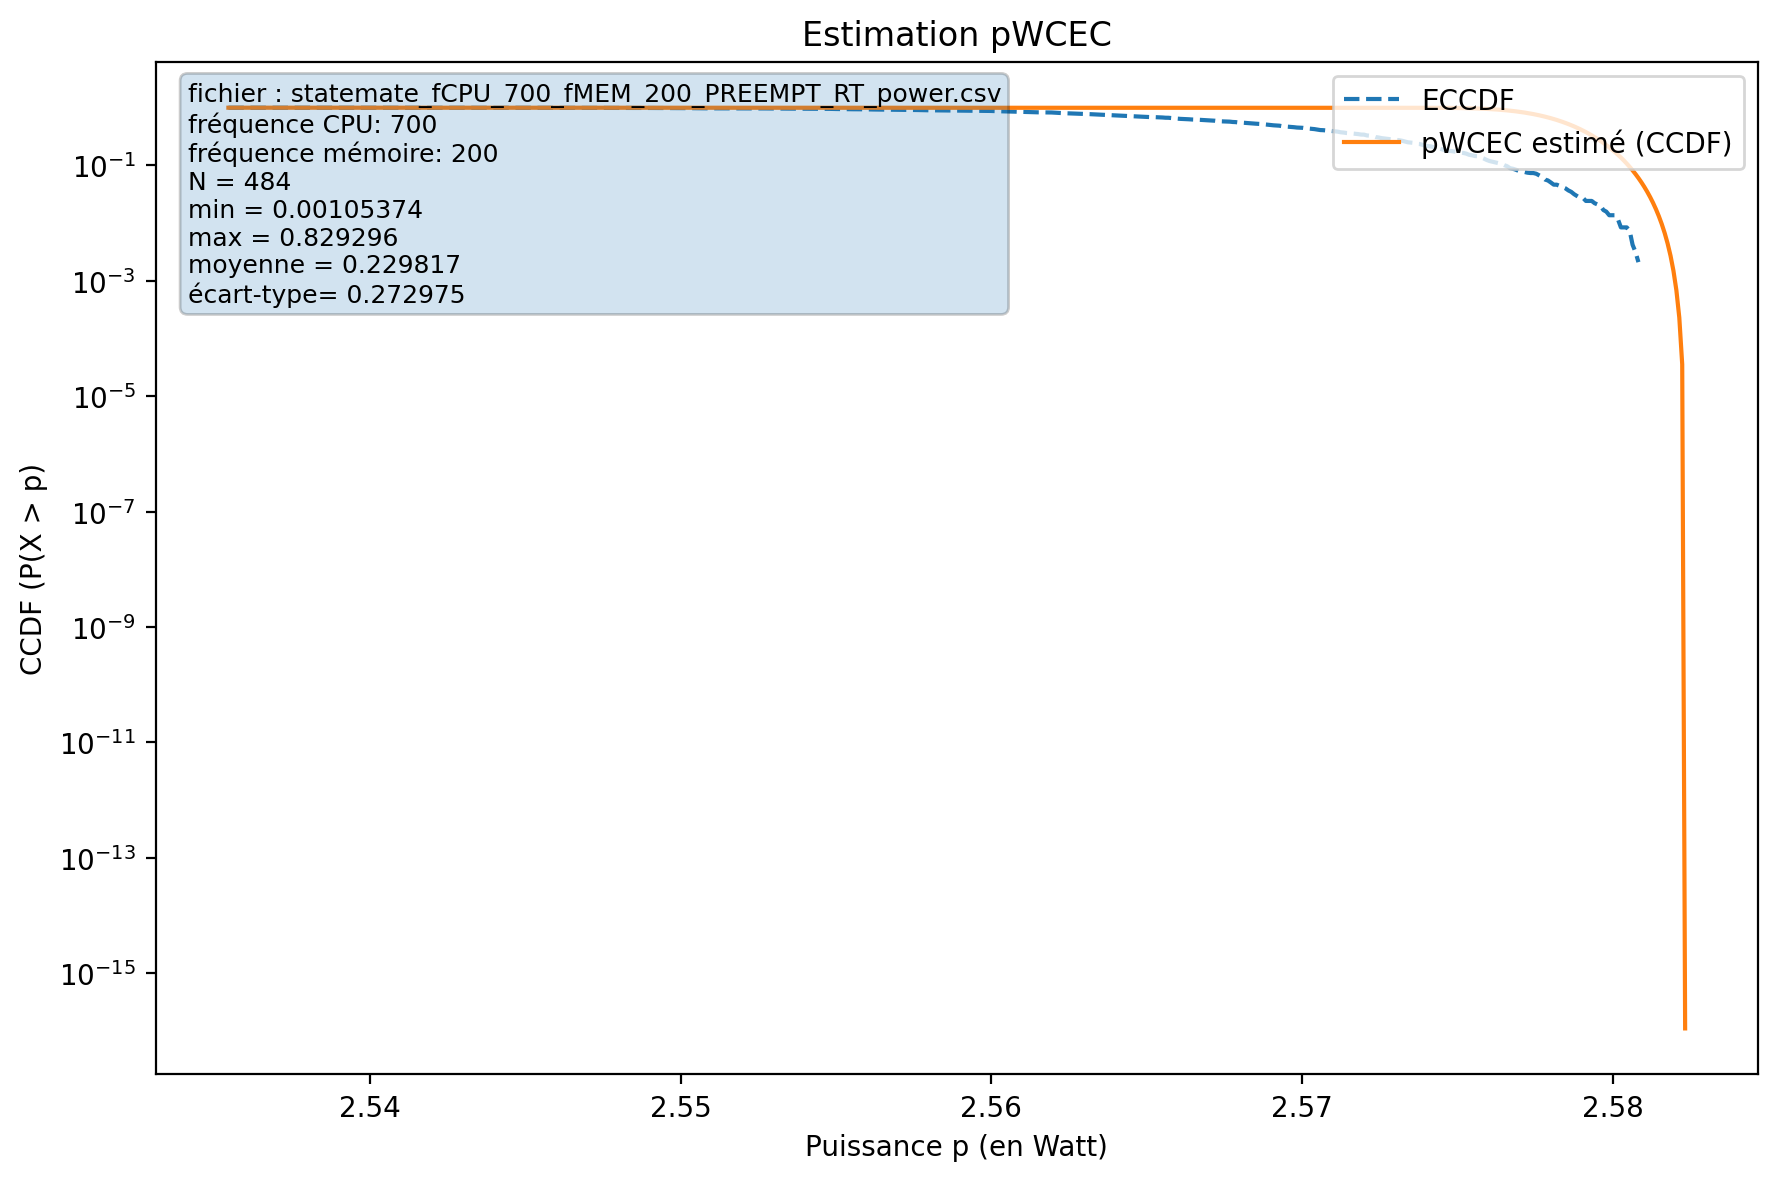 Estimation pWCEC
fichier : statemate_fCPU_700_fMEM_200_PREEMPT_RT_power.csv
fréquence CPU: 700
fréquence mémoire: 200
N = 484
min = 0.00105374
max = 0.829296
moyenne = 0.229817
écart-type= 0.272975
ECCDF
pWCEC estimé (CCDF)
CCDF (P(X > p)
10⁻¹
10⁻³
10⁻⁵
10⁻⁷
10⁻⁹
10⁻¹¹
10⁻¹³
10⁻¹⁵
2.54 2.55 2.56 2.57 2.58
Puissance p (en Watt)